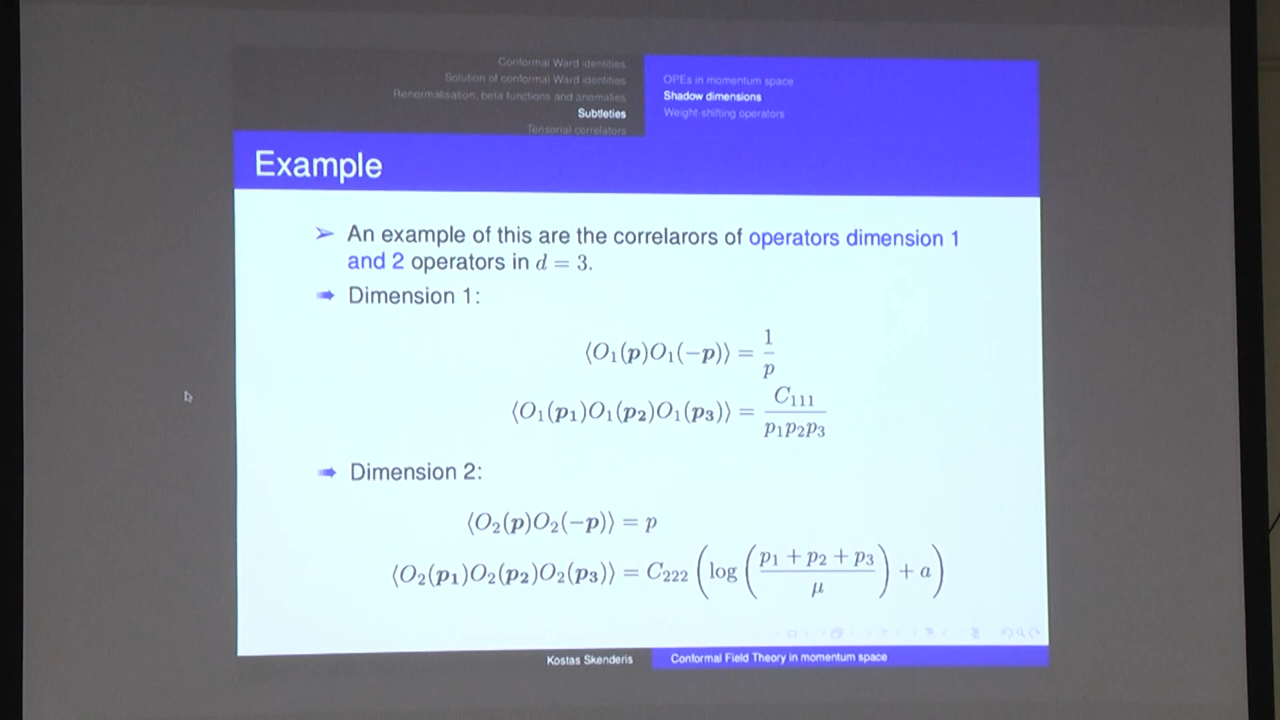 Conformal Ward identities
Solution of conformal Ward identities
Renormalisation, beta functions and anomalies
Subtleties
Tensorial correlators
OPEs in momentum space
Shadow dimensions
Weight-shifting operators
Example
➢ An example of this are the correlarors of operators dimension 1
and 2 operators in d = 3.
➠ Dimension 1:
⟨O₁(p)O₁(−p)⟩ = 1/p
⟨O₁(p₁)O₁(p₂)O₁(p₃)⟩ = C₁₁₁/(p₁p₂p₃)
➠ Dimension 2:
⟨O₂(p)O₂(−p)⟩ = p
⟨O₂(p₁)O₂(p₂)O₂(p₃)⟩ = C₂₂₂ (log ((p₁ + p₂ + p₃)/μ) + a)
Kostas Skenderis
Conformal Field Theory in momentum space